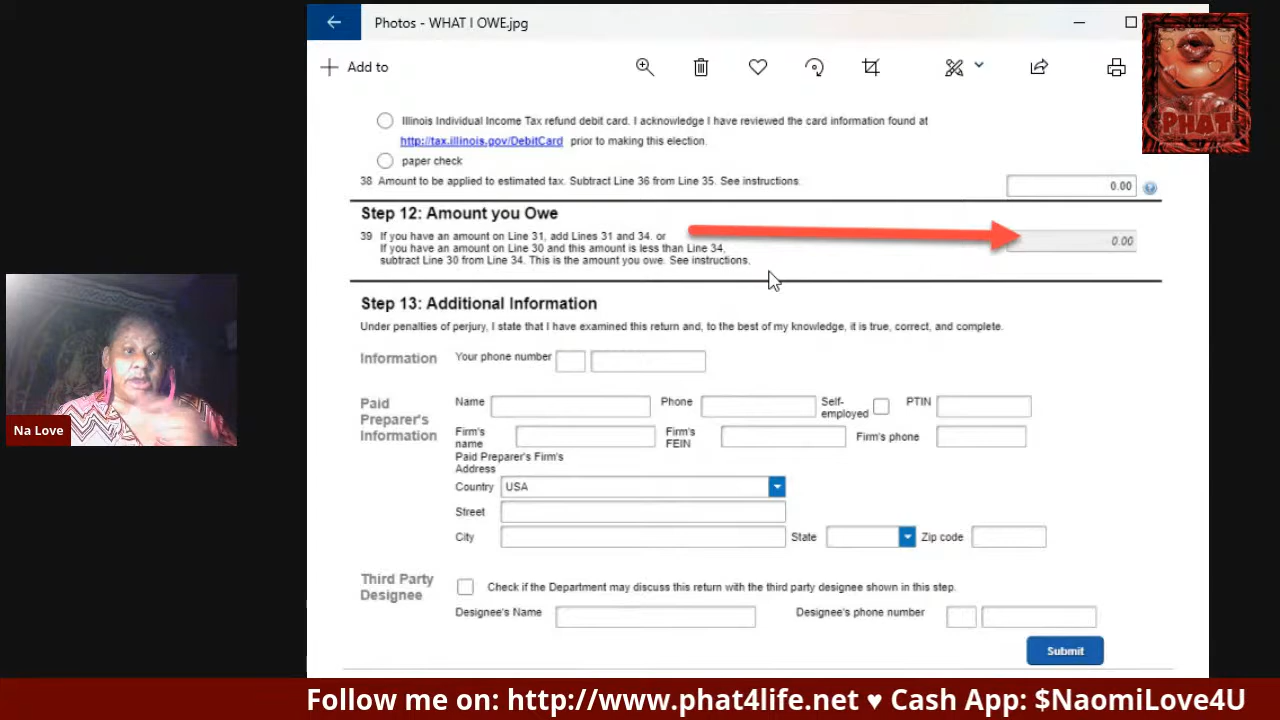 Photos - WHAT I OWE.jpg
Add to
PHAT
Illinois Individual Income Tax refund debit card. I acknowledge I have reviewed the card information found at
http://tax.illinois.gov/DebitCard prior to making this election.
paper check
38 Amount to be applied to estimated tax. Subtract Line 36 from Line 35. See instructions. 0.00
Step 12: Amount you Owe
39 If you have an amount on Line 31, add Lines 31 and 34. or
If you have an amount on Line 30 and this amount is less than Line 34,
subtract Line 30 from Line 34. This is the amount you owe. See instructions. 0.00
Step 13: Additional Information
Under penalties of perjury, I state that I have examined this return and, to the best of my knowledge, it is true, correct, and complete.
Information Your phone number
Paid Preparer's Information
Name Phone Self-employed PTIN
Firm's name Firm's FEIN Firm's phone
Paid Preparer's Firm's Address
Country USA
Street
City State Zip code
Third Party Designee
Check if the Department may discuss this return with the third party designee shown in this step.
Designee's Name Designee's phone number
Submit
Na Love
Follow me on: http://www.phat4life.net ♥ Cash App: $NaomiLove4U